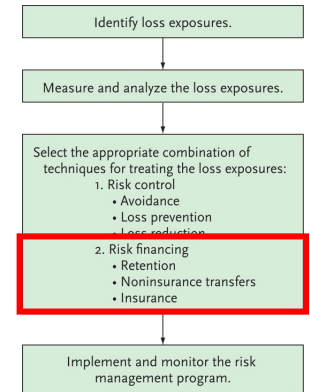 Identify loss exposures.
Measure and analyze the loss exposures.
Select the appropriate combination of
techniques for treating the loss exposures:
1. Risk control
• Avoidance
• Loss prevention
• Loss reduction
2. Risk financing
• Retention
• Noninsurance transfers
• Insurance
Implement and monitor the risk
management program.